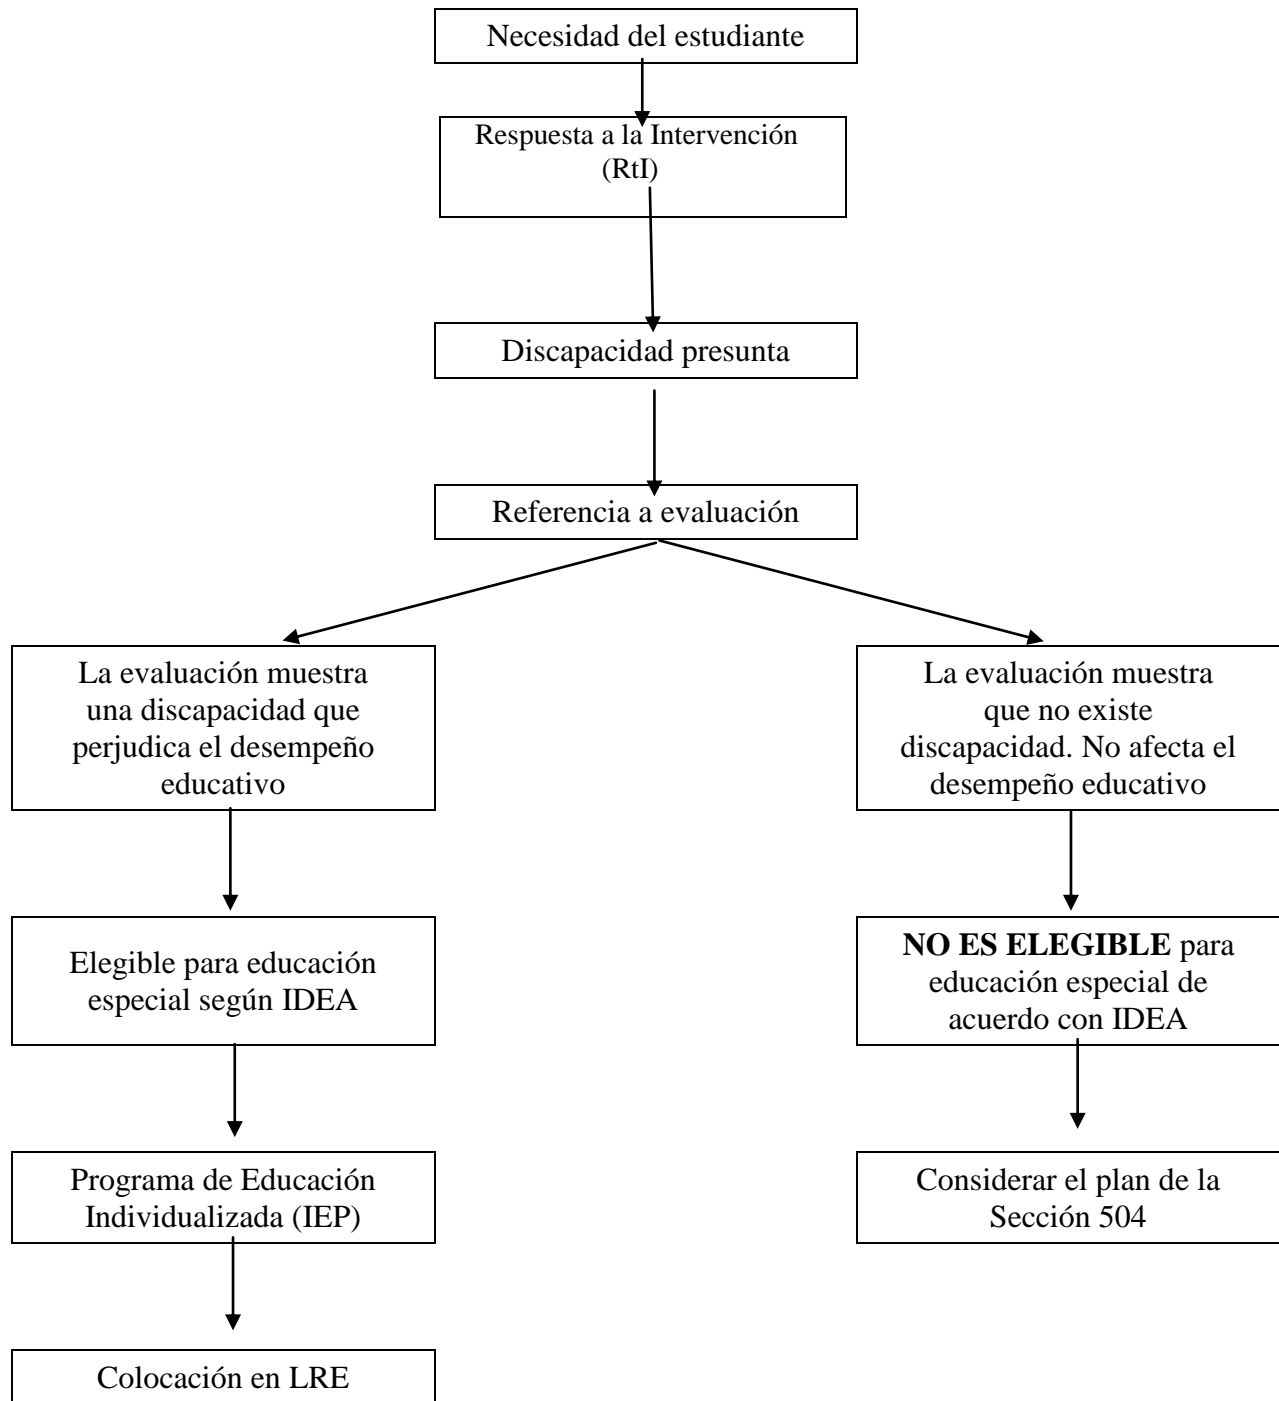 Necesidad del estudiante
Respuesta a la Intervención
(RtI)
Discapacidad presunta
Referencia a evaluación
La evaluación muestra
una discapacidad que
perjudica el desempeño
educativo
La evaluación muestra
que no existe
discapacidad. No afecta el
desempeño educativo
Elegible para educación
especial según IDEA
NO ES ELEGIBLE para
educación especial de
acuerdo con IDEA
Programa de Educación
Individualizada (IEP)
Considerar el plan de la
Sección 504
Colocación en LRE